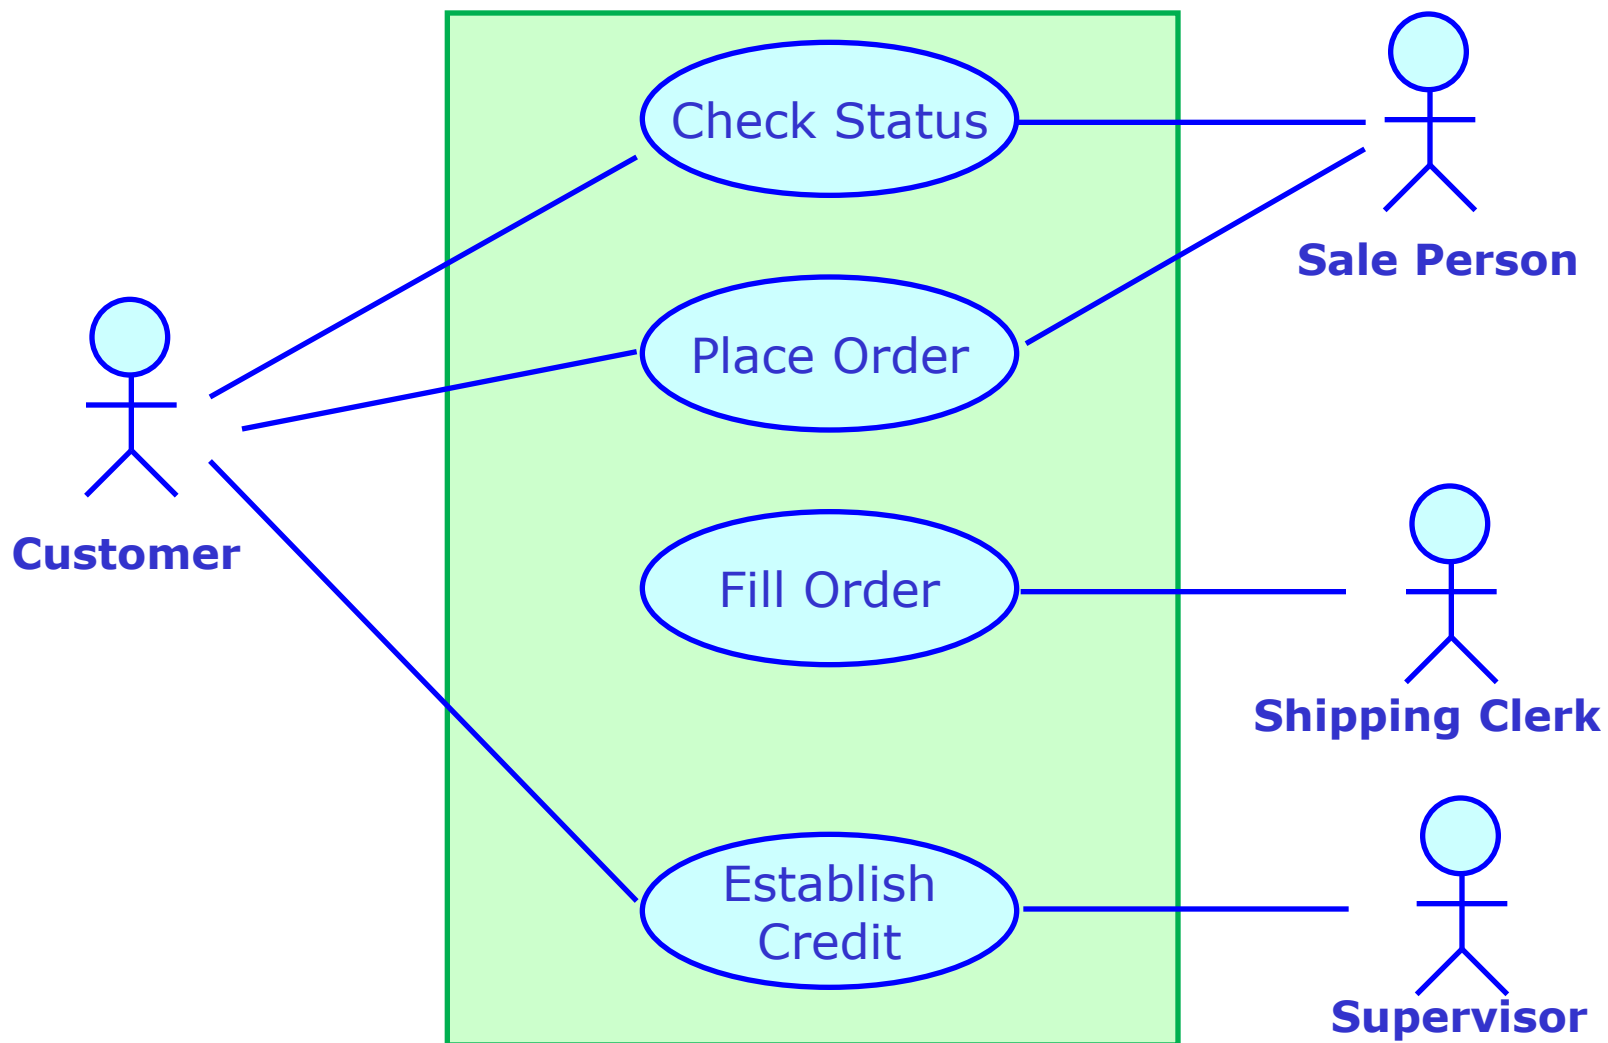 Check Status
Sale Person
Place Order
Customer
Fill Order
Shipping Clerk
Establish
Credit
Supervisor